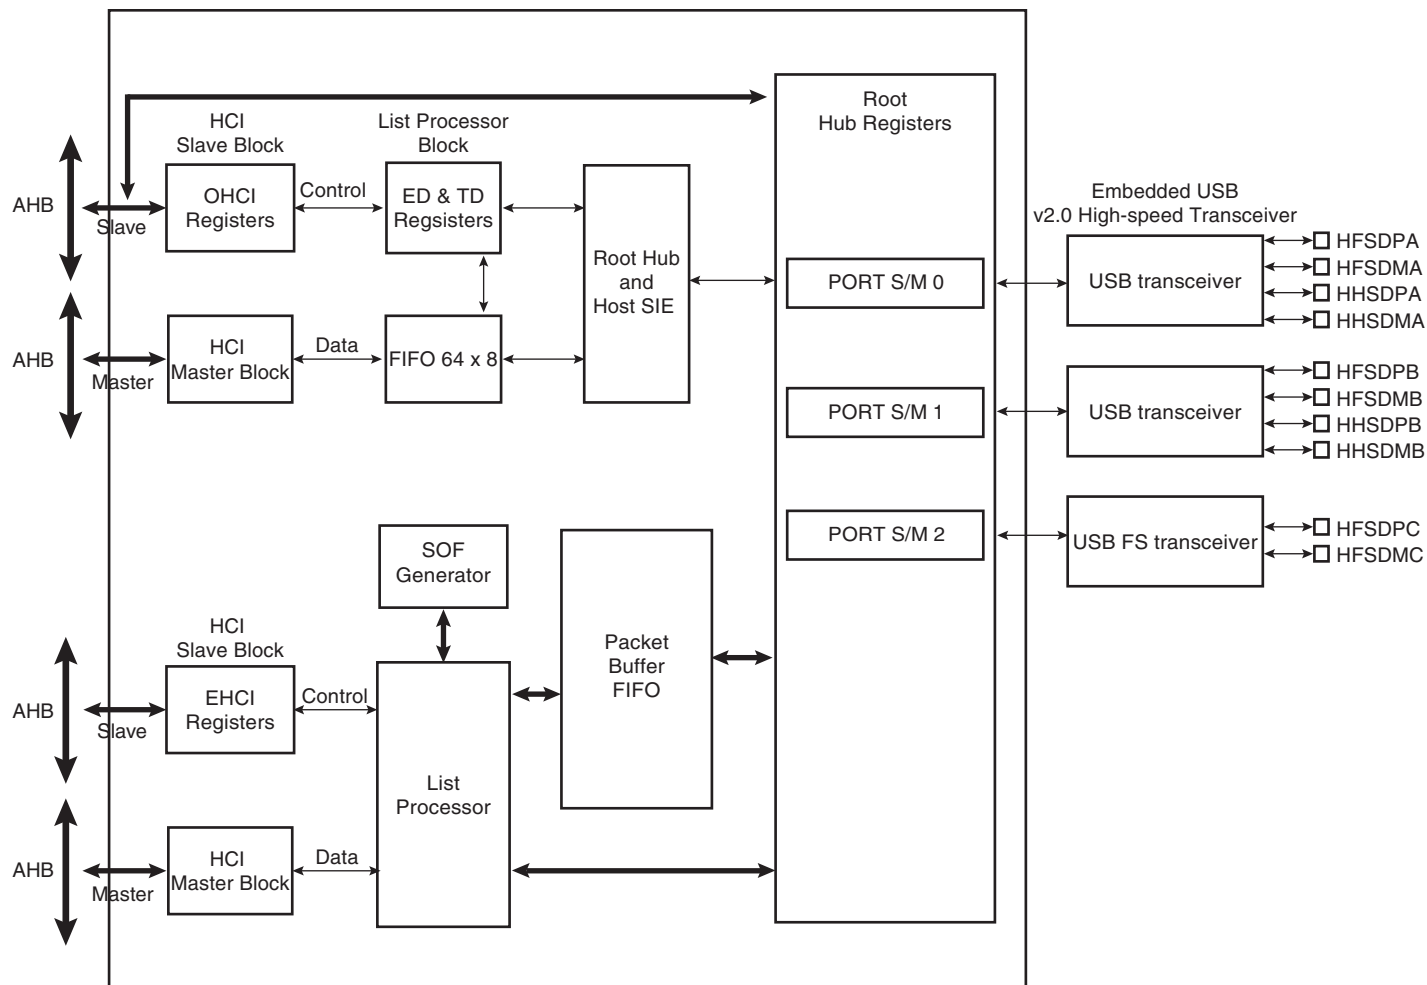 Root
Hub Registers
HCI
Slave Block
List Processor
Block
AHB
Slave
OHCI
Registers
Control
ED & TD
Regsisters
Root Hub
and
Host SIE
AHB
Master
HCI
Master Block
Data
FIFO 64 x 8
PORT S/M 0
PORT S/M 1
PORT S/M 2
Embedded USB
v2.0 High-speed Transceiver
USB transceiver
HFSDPA
HFSDMA
HHSDPA
HHSDMA
USB transceiver
HFSDPB
HFSDMB
HHSDPB
HHSDMB
USB FS transceiver
HFSDPC
HFSDMC
SOF
Generator
HCI
Slave Block
AHB
Slave
EHCI
Registers
Control
Packet
Buffer
FIFO
List
Processor
AHB
Master
HCI
Master Block
Data